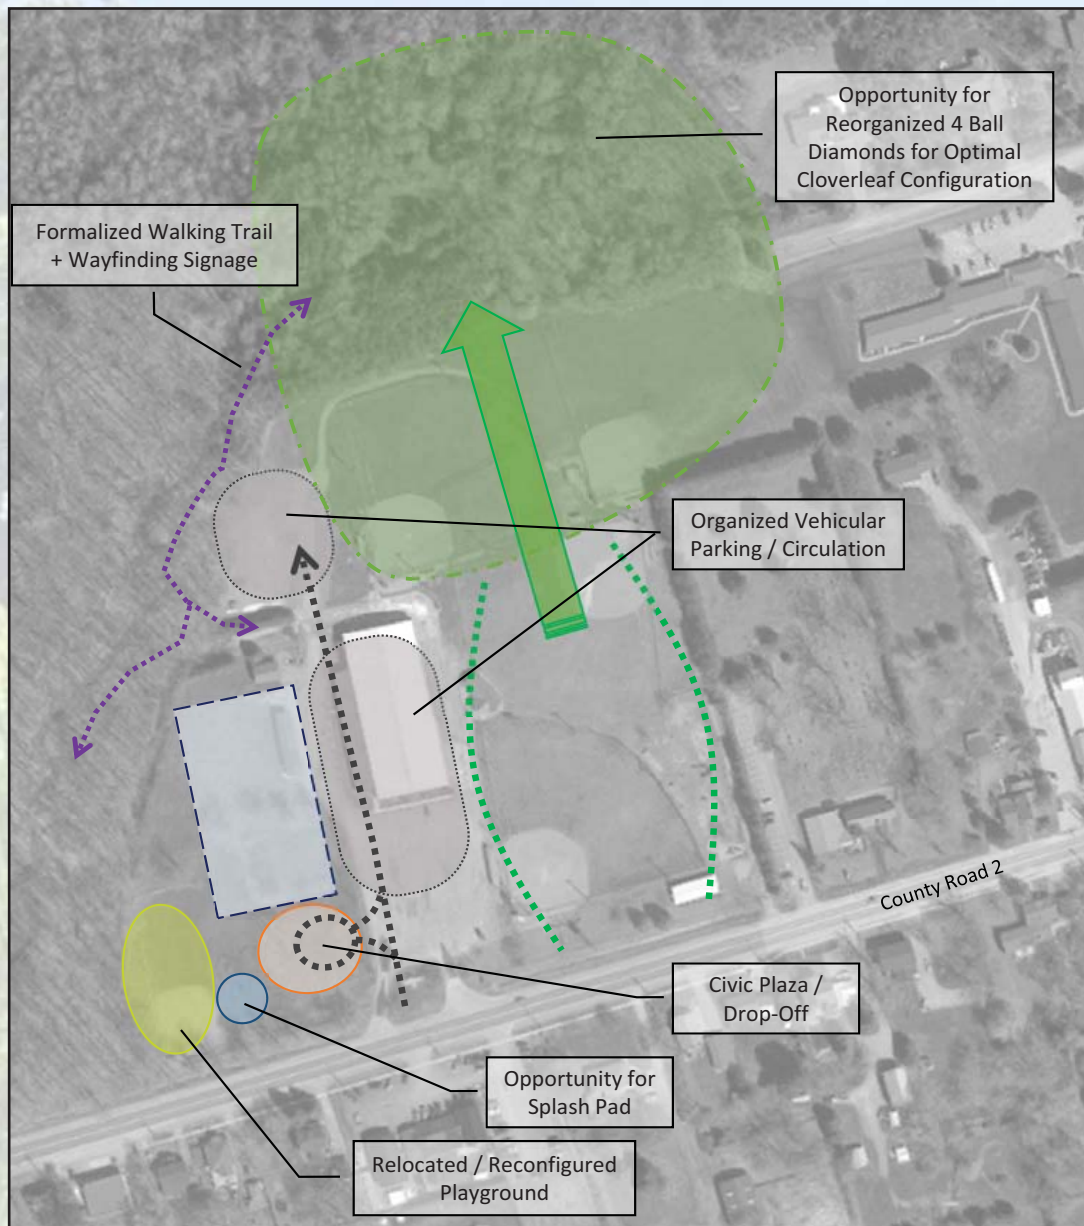 Opportunity for
Reorganized 4 Ball
Diamonds for Optimal
Cloverleaf Configuration
Formalized Walking Trail
+ Wayfinding Signage
Organized Vehicular
Parking / Circulation
County Road 2
Civic Plaza /
Drop-Off
Opportunity for
Splash Pad
Relocated / Reconfigured
Playground